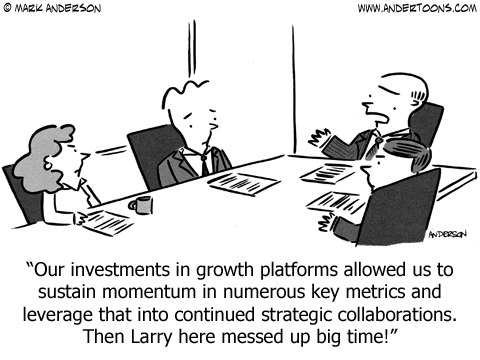 © MARK ANDERSON
WWW.ANDERTOONS.COM
ANDERSON
“Our investments in growth platforms allowed us to
sustain momentum in numerous key metrics and
leverage that into continued strategic collaborations.
Then Larry here messed up big time!”